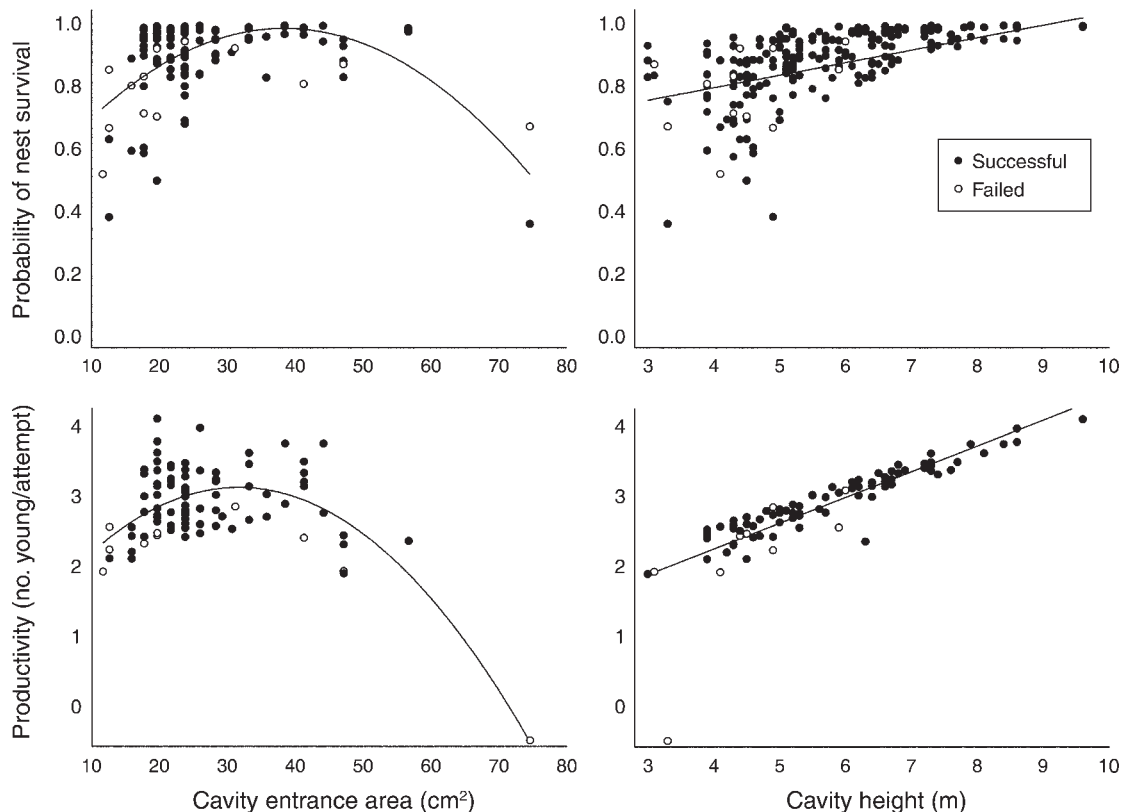 Probability of nest survival
1.0
0.8
0.6
0.4
0.2
0.0
10 20 30 40 50 60 70 80
1.0
0.8
0.6
0.4
0.2
0.0
3 4 5 6 7 8 9 10
Successful
Failed
Productivity (no. young/attempt)
4
3
2
1
0
10 20 30 40 50 60 70 80
Cavity entrance area (cm²)
4
3
2
1
0
3 4 5 6 7 8 9 10
Cavity height (m)